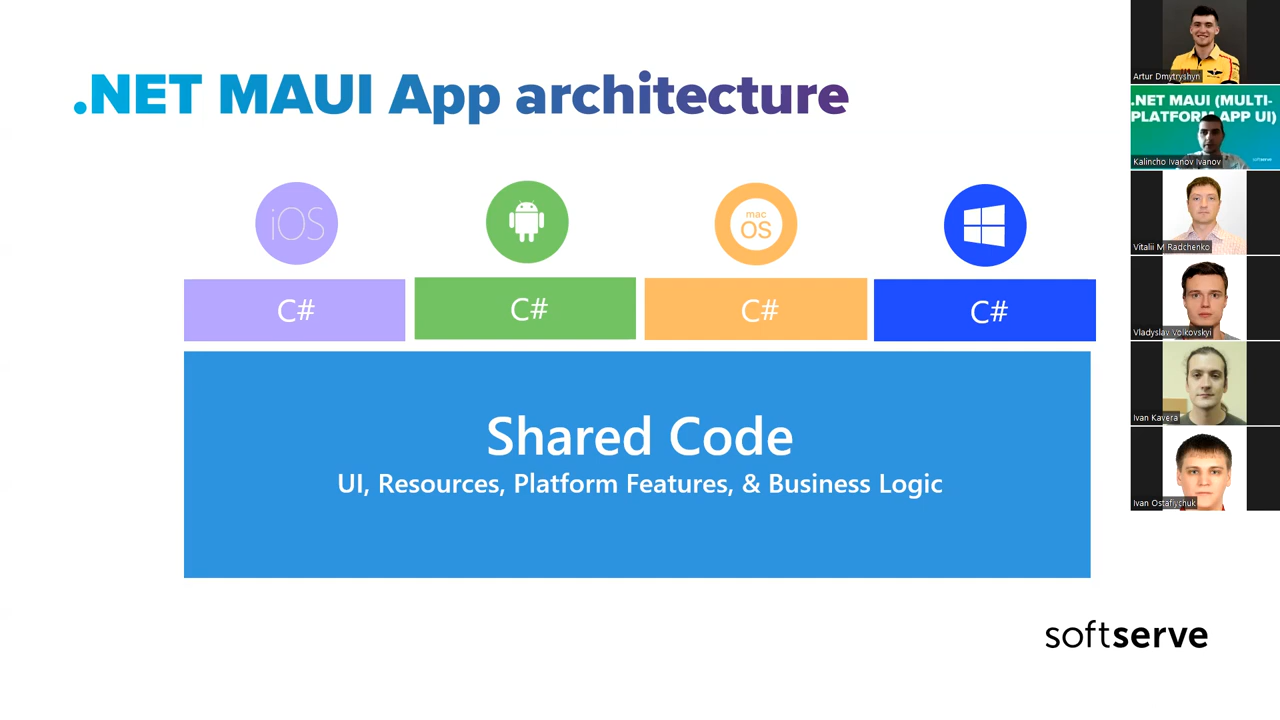 .NET MAUI App architecture
iOS
mac
OS
C#
C#
C#
C#
Shared Code
UI, Resources, Platform Features, & Business Logic
softserve
Artur Dmytryshyn
.NET MAUI (MULTI-
PLATFORM APP UI)
softserve
Kalincho Ivanov Ivanov
Vitalii M Radchenko
Vladyslav Volkovskyi
Ivan Kavera
Ivan Ostafiychuk